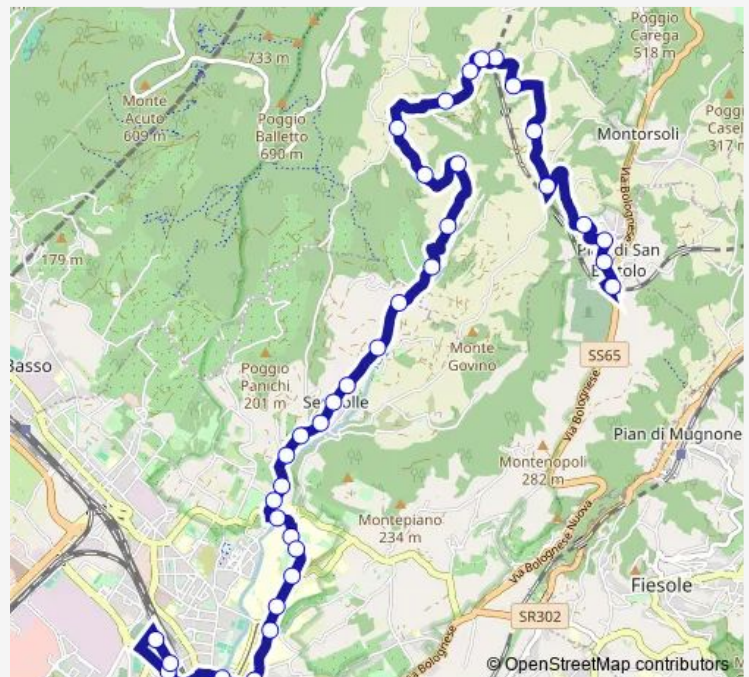 Poggio
Carega
518 m
733 m
Monte
Acuto
609 m
Poggio
Balletto
690 m
Montorsoli
317 m
Via Bolognese
179 m
SS65
Basso
Poggio
Panichi
201 m
Monte
Govino
Via Bolognese
Pian di Mugnone
Montenopoli
282 m
Montepiano
234 m
Via Bolognese Nuova
Fiesole
SR302
Via Bolognese
© OpenStreetMap contributors